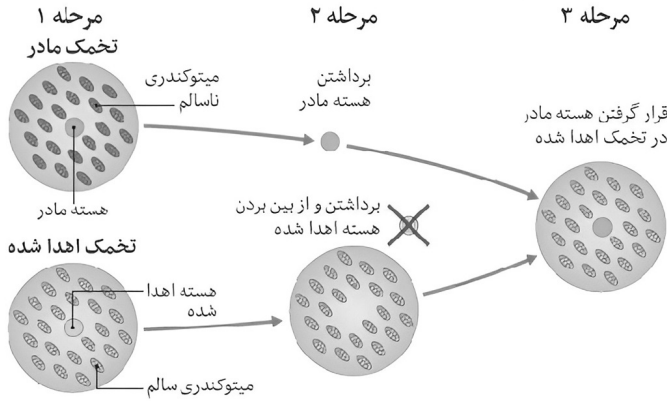 مرحله ۱
تخمک مادر
میتوکندری
ناسالم
هسته مادر
تخمک اهدا شده
هسته اهدا
شده
میتوکندری سالم
مرحله ۲
برداشتن
هسته مادر
برداشتن و از بین بردن
هسته اهدا شده
مرحله ۳
قرار گرفتن هسته مادر
در تخمک اهدا شده